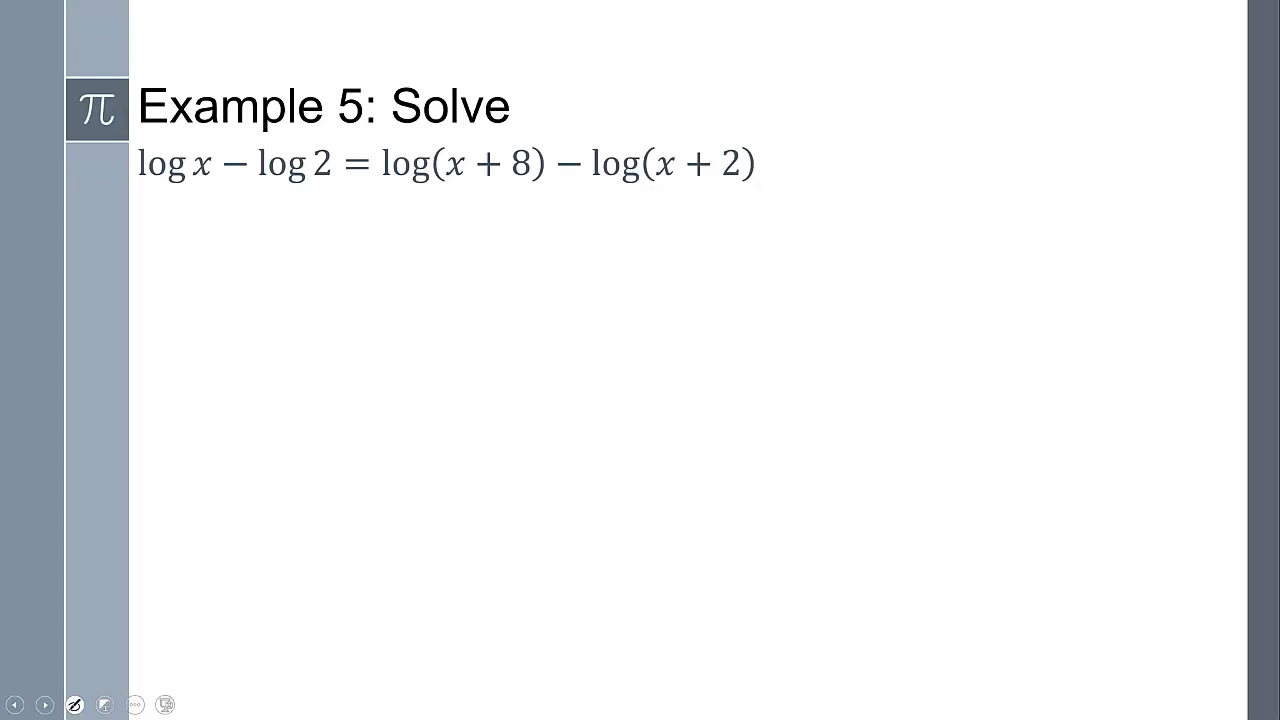 π
Example 5: Solve
log x − log 2 = log(x + 8) − log(x + 2)